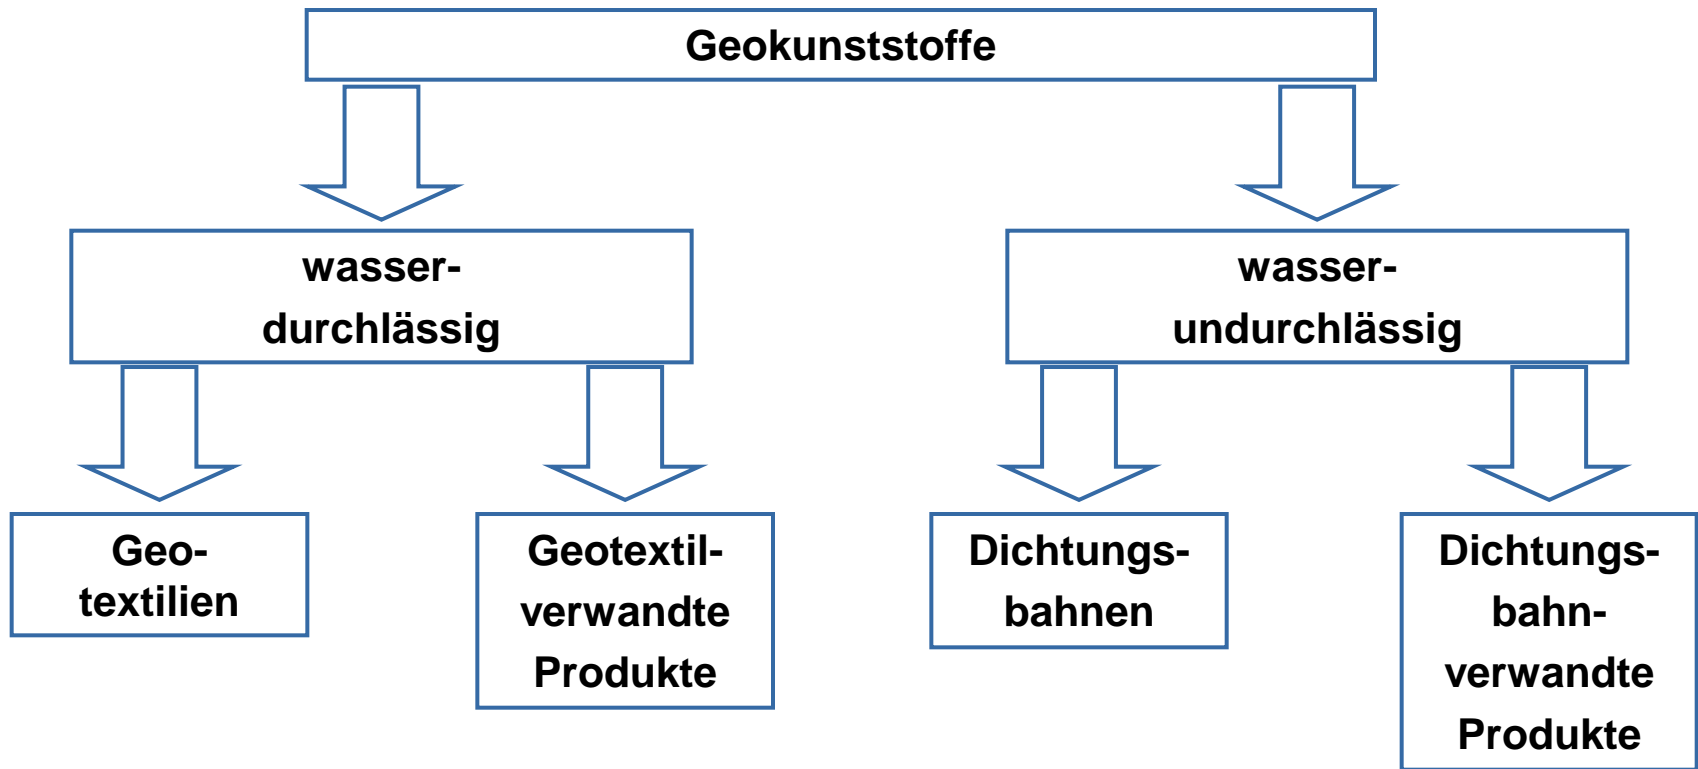 Geokunststoffe
wasser-
durchlässig
wasser-
undurchlässig
Geo-
textilien
Geotextil-
verwandte
Produkte
Dichtungs-
bahnen
Dichtungs-
bahn-
verwandte
Produkte